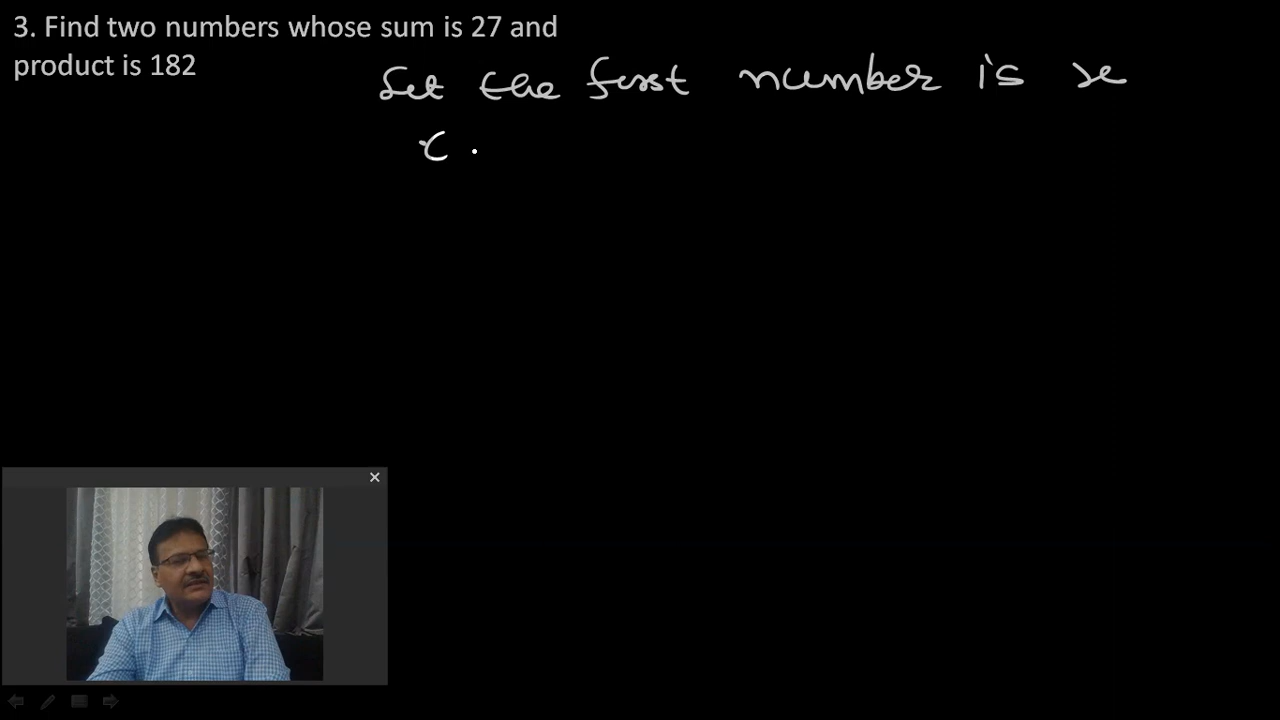 3. Find two numbers whose sum is 27 and
product is 182
Let the first number is x